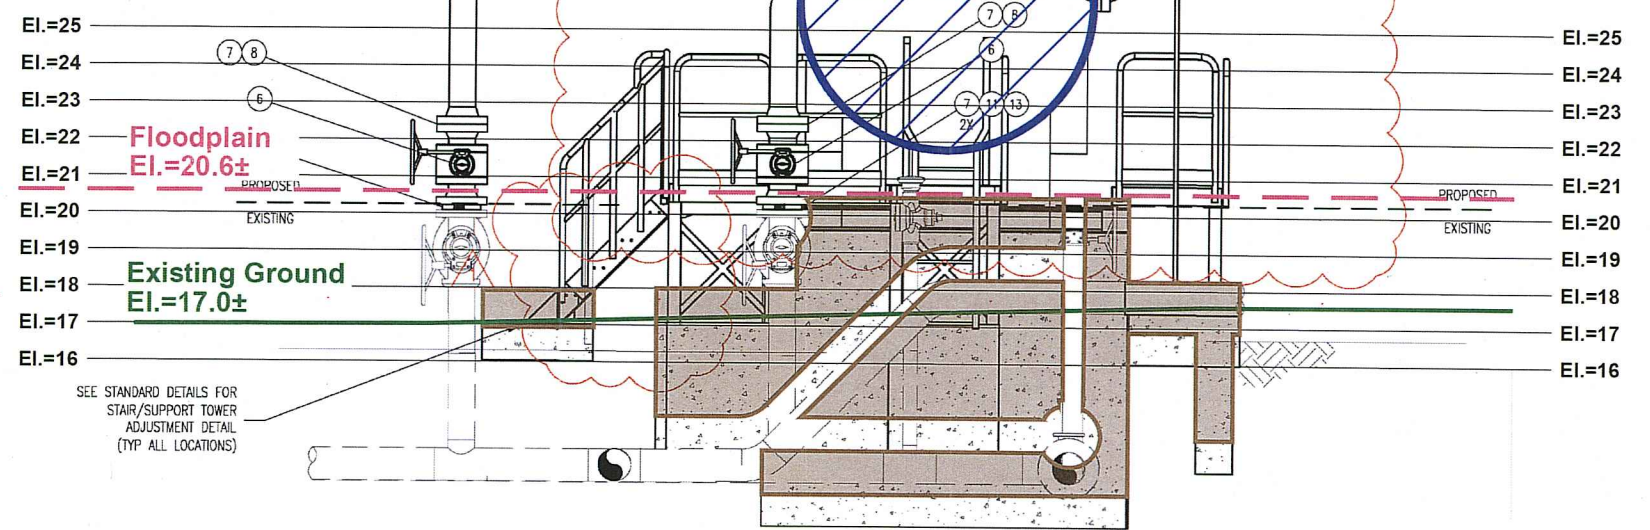 El.=25
El.=24
El.=23
El.=22
El.=21
El.=20
El.=19
El.=18
El.=17
El.=16
Floodplain
El.=20.6±
PROPOSED
EXISTING
Existing Ground
El.=17.0±
SEE STANDARD DETAILS FOR
STAIR/SUPPORT TOWER
ADJUSTMENT DETAIL
(TYP ALL LOCATIONS)
7 8
6
7 8
6
7 11 13
2X
El.=25
El.=24
El.=23
El.=22
El.=21
PROPOSED
El.=20
EXISTING
El.=19
El.=18
El.=17
El.=16